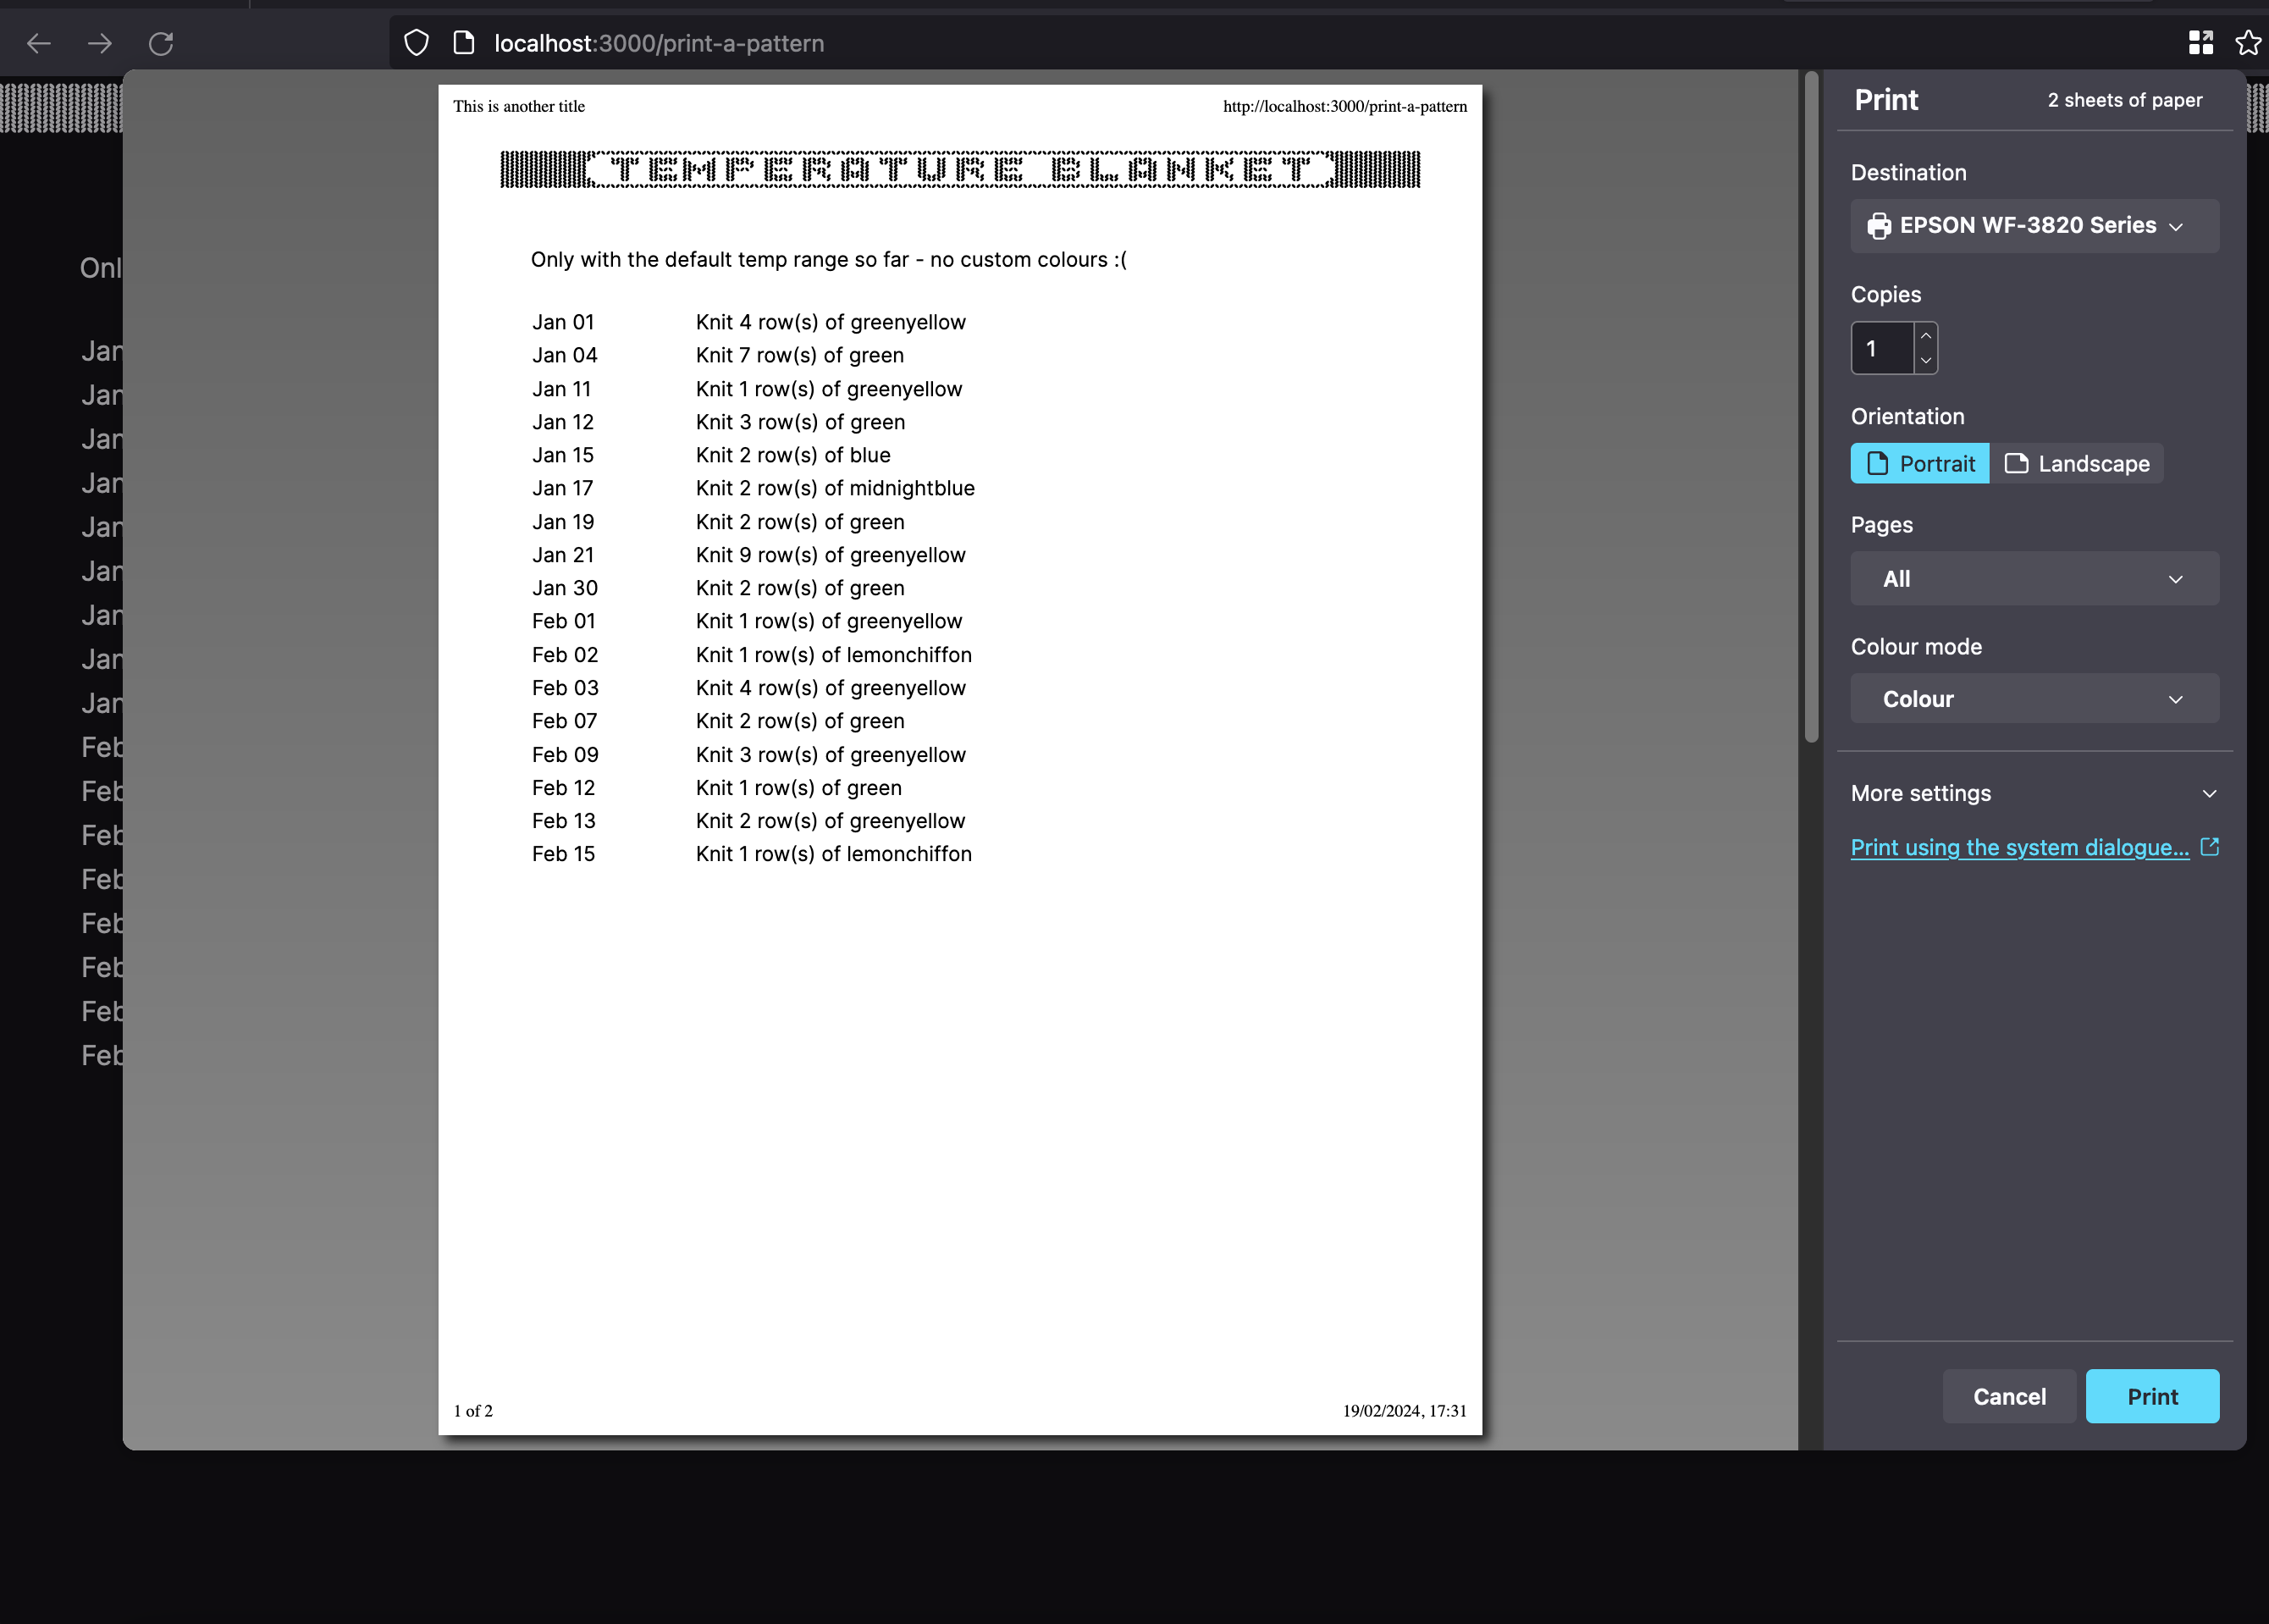 localhost:3000/print-a-pattern
This is another title
http://localhost:3000/print-a-pattern
TEMPERATURE BLANKET
Only with the default temp range so far - no custom colours :(
Jan 01 Knit 4 row(s) of greenyellow
Jan 04 Knit 7 row(s) of green
Jan 11 Knit 1 row(s) of greenyellow
Jan 12 Knit 3 row(s) of green
Jan 15 Knit 2 row(s) of blue
Jan 17 Knit 2 row(s) of midnightblue
Jan 19 Knit 2 row(s) of green
Jan 21 Knit 9 row(s) of greenyellow
Jan 30 Knit 2 row(s) of green
Feb 01 Knit 1 row(s) of greenyellow
Feb 02 Knit 1 row(s) of lemonchiffon
Feb 03 Knit 4 row(s) of greenyellow
Feb 07 Knit 2 row(s) of green
Feb 09 Knit 3 row(s) of greenyellow
Feb 12 Knit 1 row(s) of green
Feb 13 Knit 2 row(s) of greenyellow
Feb 15 Knit 1 row(s) of lemonchiffon
1 of 2
19/02/2024, 17:31
Onl
Jan
Jan
Jan
Jan
Jan
Jan
Jan
Jan
Jan
Feb
Feb
Feb
Feb
Feb
Feb
Feb
Feb
Print
2 sheets of paper
Destination
EPSON WF-3820 Series
Copies
1
Orientation
Portrait
Landscape
Pages
All
Colour mode
Colour
More settings
Print using the system dialogue...
Cancel
Print